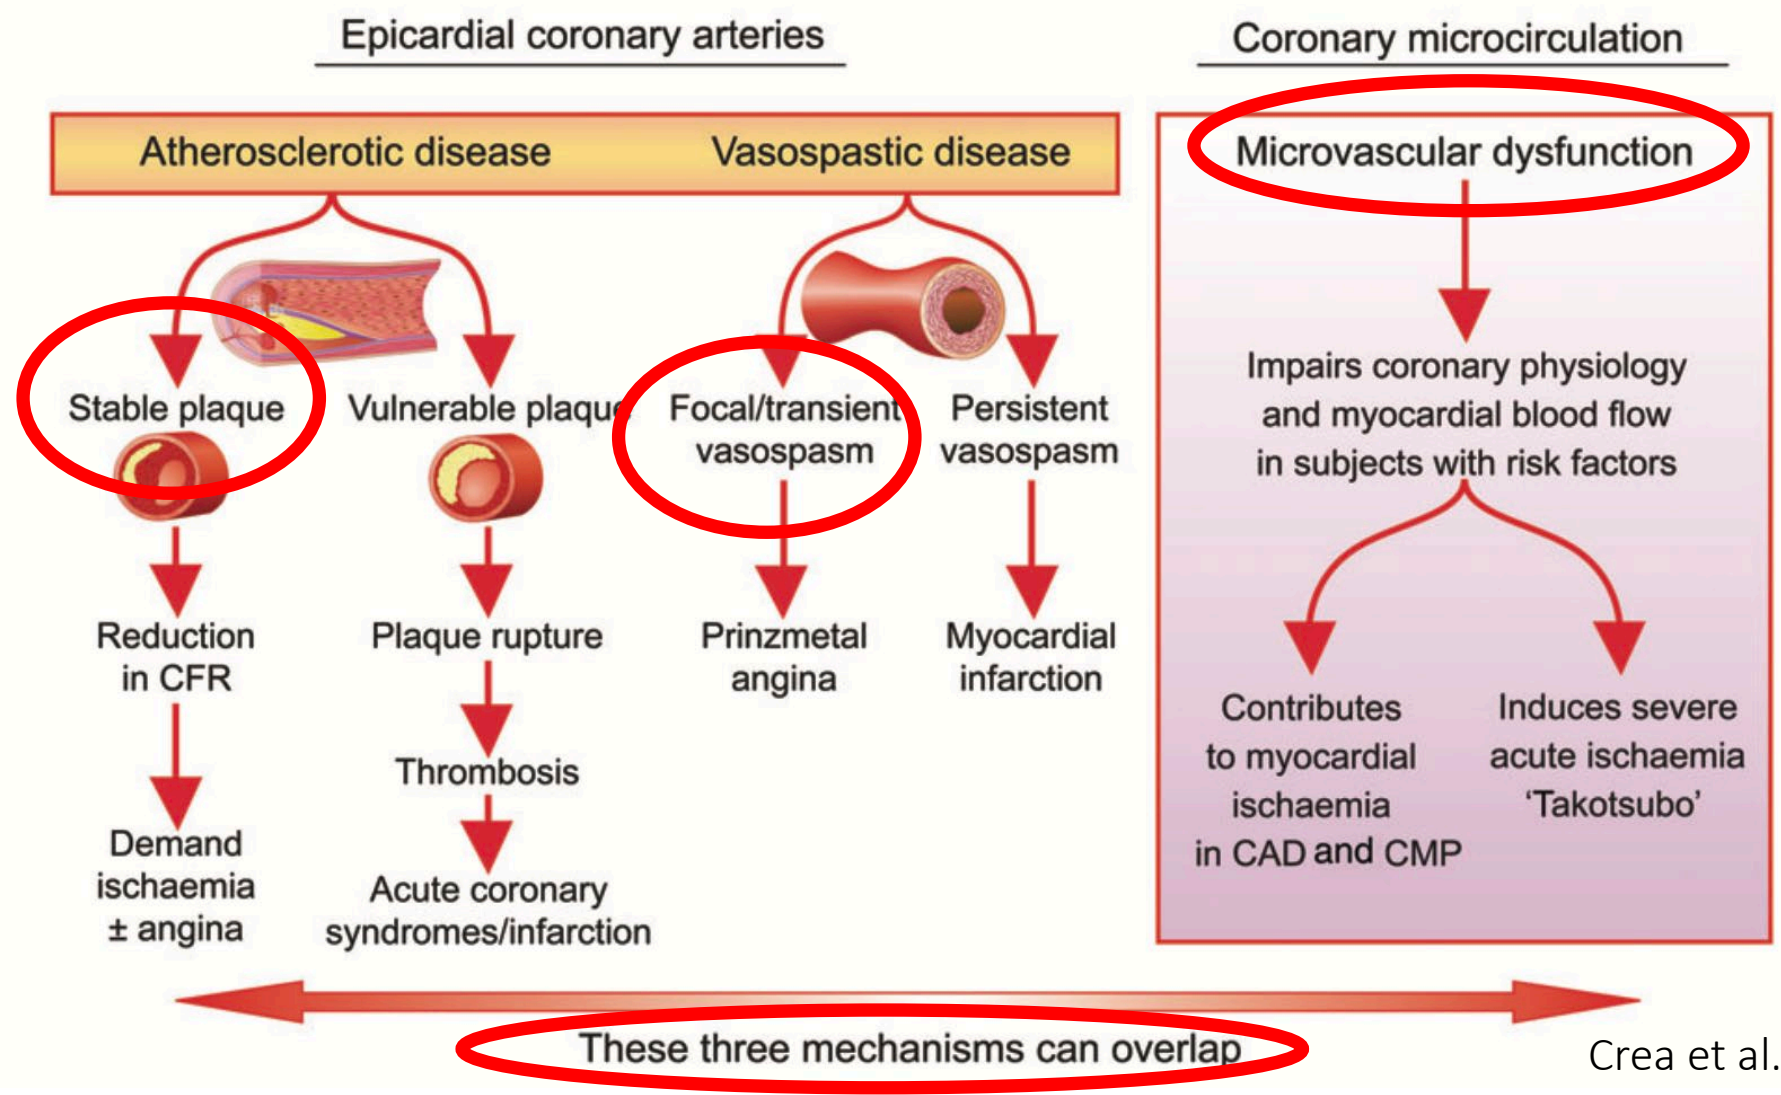 Epicardial coronary arteries
Coronary microcirculation
Atherosclerotic disease
Vasospastic disease
Microvascular dysfunction
Stable plaque
Vulnerable plaque
Focal/transient
vasospasm
Persistent
vasospasm
Reduction
in CFR
Plaque rupture
Prinzmetal
angina
Myocardial
infarction
Thrombosis
Demand
ischaemia
± angina
Acute coronary
syndromes/infarction
Impairs coronary physiology
and myocardial blood flow
in subjects with risk factors
Contributes
to myocardial
ischaemia
in CAD and CMP
Induces severe
acute ischaemia
‘Takotsubo’
These three mechanisms can overlap
Crea et al.